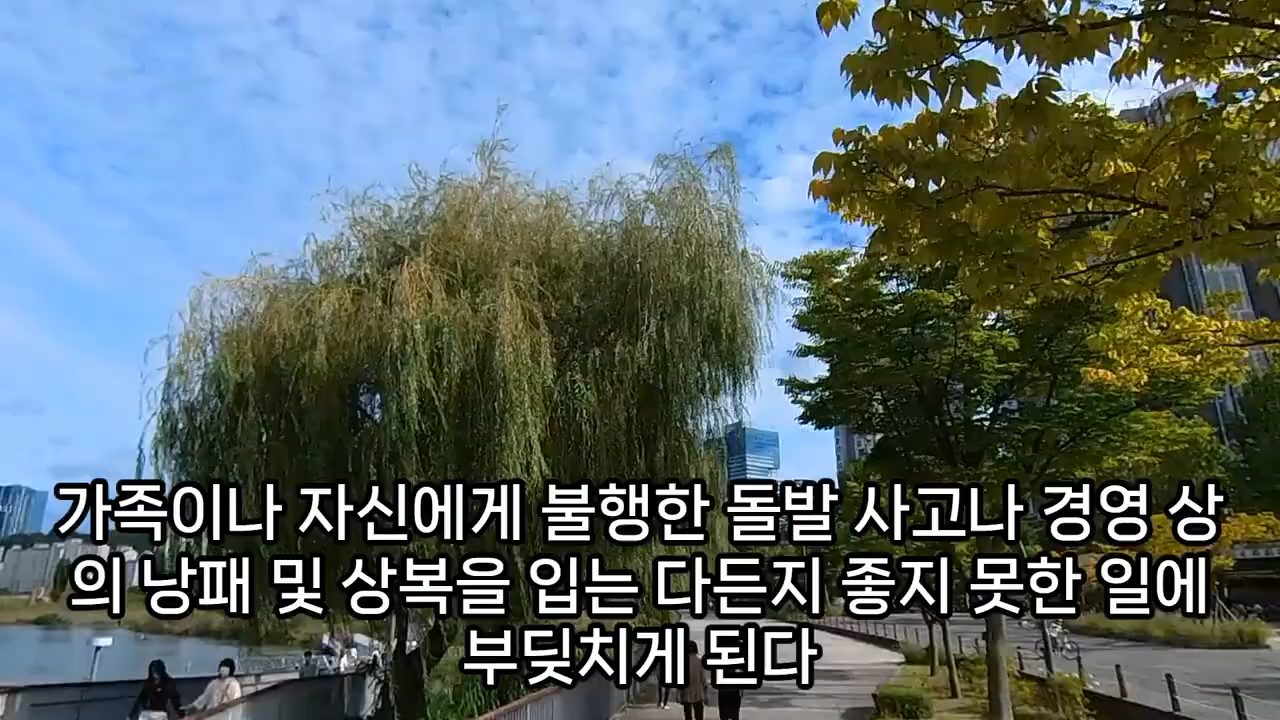 가족이나 자신에게 불행한 돌발 사고나 경영 상
의 낭패 및 상복을 입는 다든지 좋지 못한 일에
부딪치게 된다